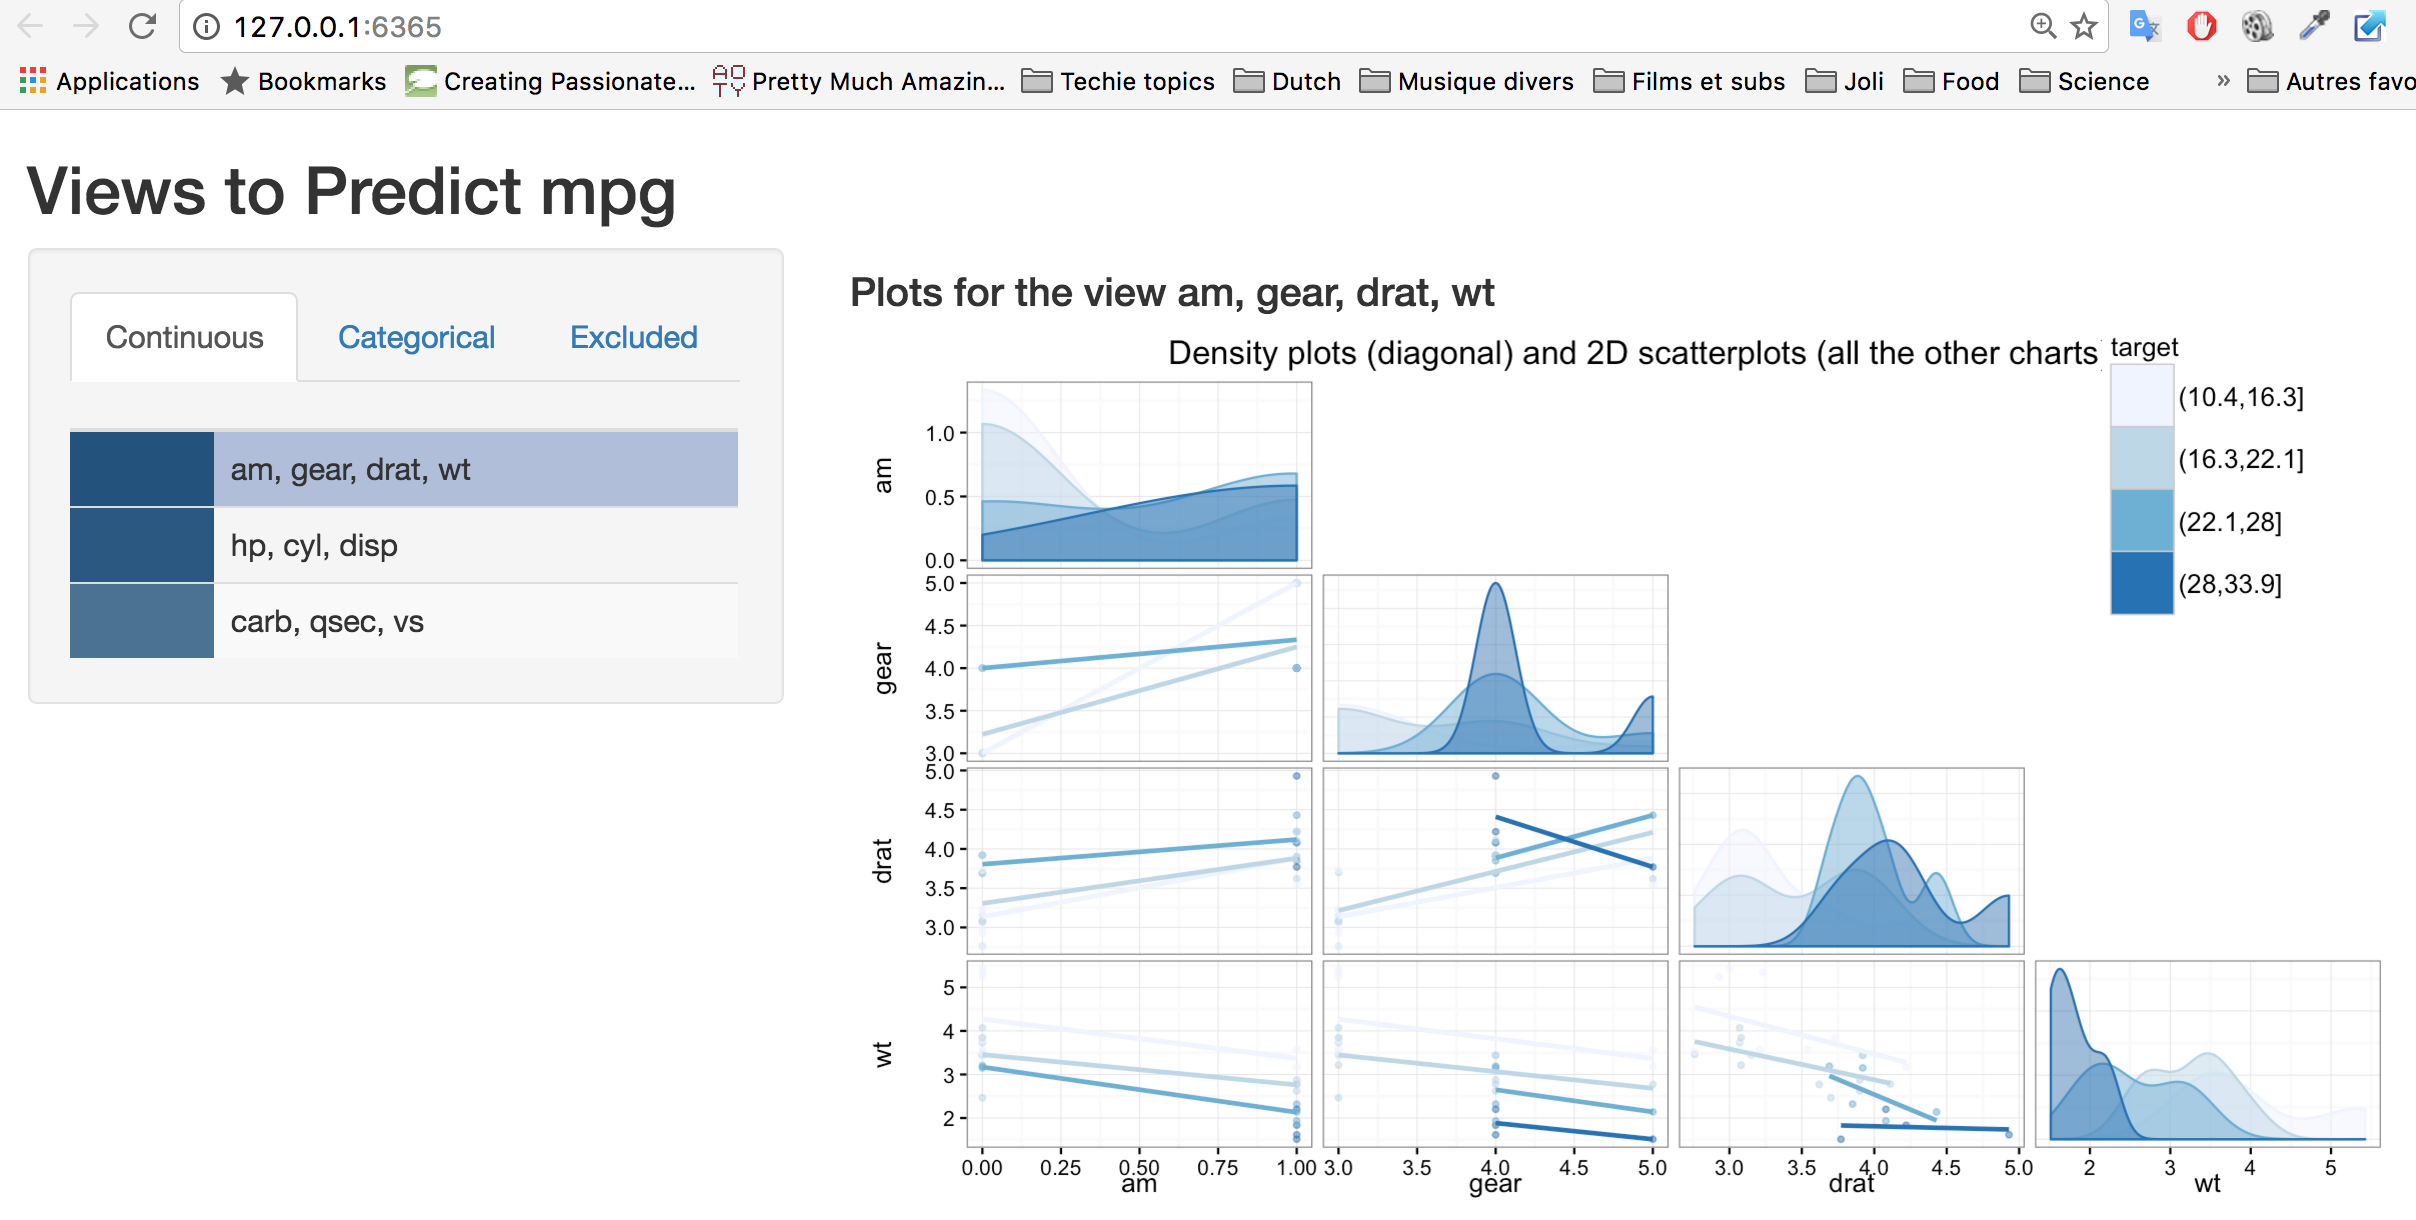 127.0.0.1:6365
Applications Bookmarks Creating Passionate... Pretty Much Amazin... Techie topics Dutch Musique divers Films et subs Joli Food Science » Autres favo
Views to Predict mpg
Continuous Categorical Excluded
am, gear, drat, wt
hp, cyl, disp
carb, qsec, vs
Plots for the view am, gear, drat, wt
Density plots (diagonal) and 2D scatterplots (all the other charts
target
(10.4,16.3]
(16.3,22.1]
(22.1,28]
(28,33.9]
am
1.0
0.5
0.0
gear
5.0
4.5
4.0
3.5
3.0
drat
5.0
4.5
4.0
3.5
3.0
wt
5
4
3
2
0.00 0.25 0.50 0.75 1.00 3.0 3.5 4.0 4.5 5.0 3.0 3.5 4.0 4.5 5.0 2 3 4 5
am gear drat wt